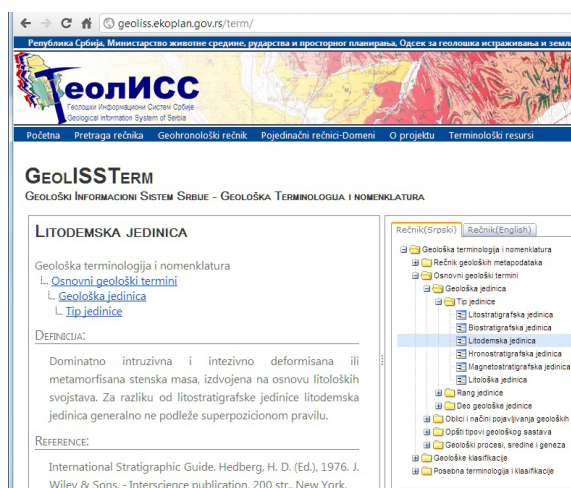 geoliss.ekoplan.gov.rs/term/
Република Србија, Министарство животне средине, рударства и просторног планирања, Одсек за геолошка истраживања и земљ
ГеолИСС
Геолошки Информациони Систем Србије
Geological Information System of Serbia
Početna Pretraga rečnika Geohronološki rečnik Pojedinačni rečnici-Domeni O projektu Terminološki resursi
GeolISSTerm
Geološki Informacioni Sistem Srbije - Geološka Terminologija i nomenklatura
Litodemska jedinica
Geološka terminologija i nomenklatura
Osnovni geološki termini
Geološka jedinica
Tip jedinice
Definicija:
Dominatno intruzivna i intezivno deformisana ili
metamorfisana stenska masa, izdvojena na osnovu litoloških
svojstava. Za razliku od litostratigrafske jedinice litodemska
jedinica generalno ne podleže superpozicionom pravilu.
Reference:
International Stratigraphic Guide. Hedberg, H. D. (Ed.), 1976. J.
Wiley & Sons. - Interscience publication, 200 str., New York.
Rečnik(Srpski) Rečnik(English)
Geološka terminologija i nomenklatura
Rečnik geoloških metapodataka
Osnovni geološki termini
Geološka jedinica
Tip jedinice
Litostratigrafska jedinica
Biostratigrafska jedinica
Litodemska jedinica
Hronostratigrafska jedinica
Magnetostratigrafska jedinica
Litološka jedinica
Rang jedinice
Deo geološke jedinice
Oblici i načini pojavljivanja geoloških
Opšti tipovi geološkog sastava
Geološki procesi, sredine i geneza
Geološke klasifikacije
Posebna terminologija i klasifikacije